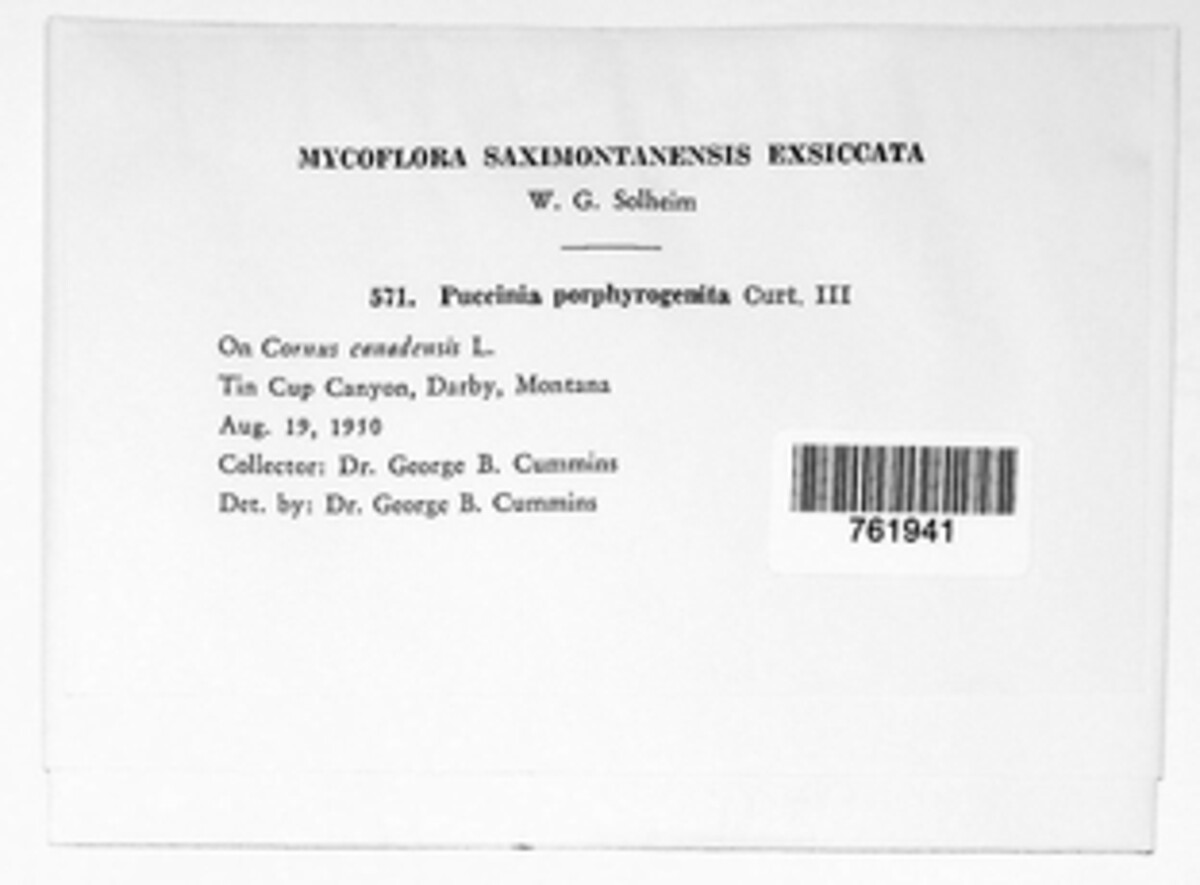 MYCOFLORA SAXIMONTANENSIS EXSICCATA
W. G. Solheim
571. Puccinia porphyrogenita Curt. III
On Cornus canadensis L.
Tin Cup Canyon, Darby, Montana
Aug. 19, 1950
Collector: Dr. George B. Cummins
Det. by: Dr. George B. Cummins
761941